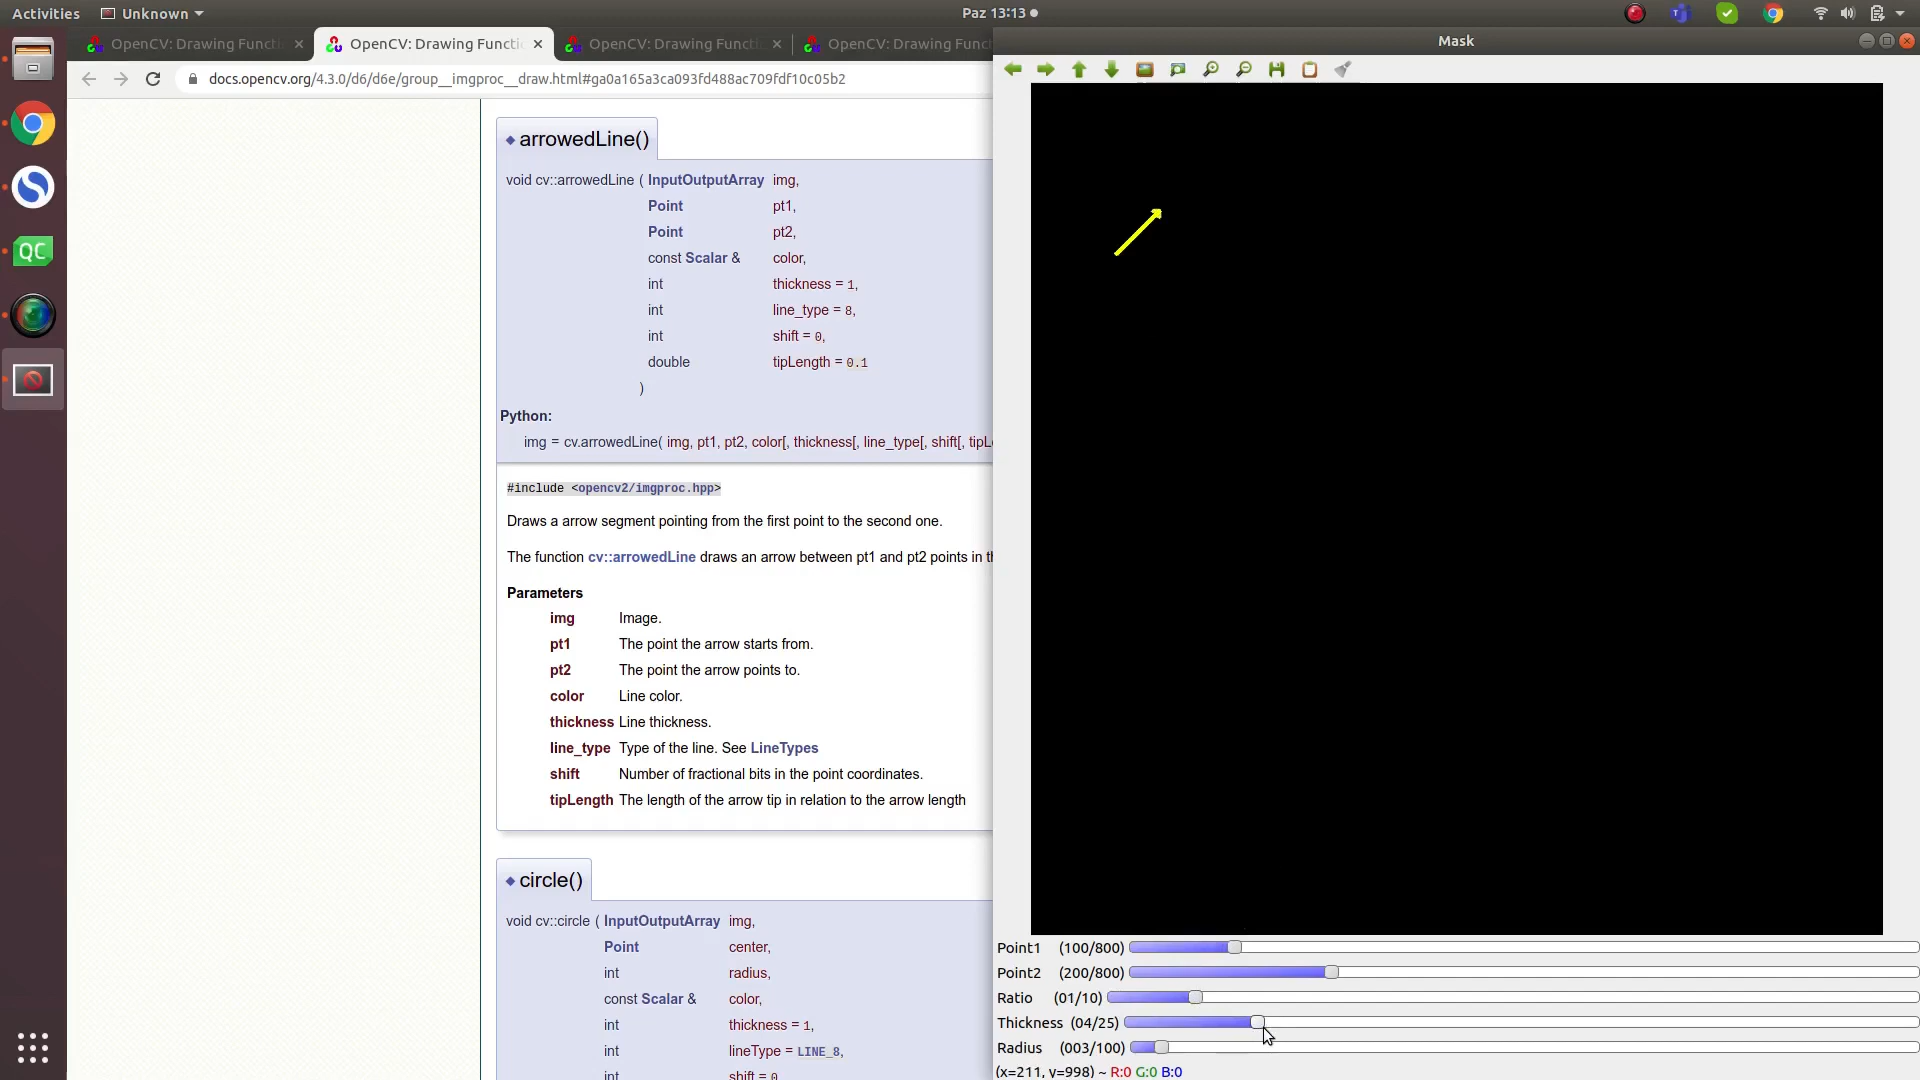 Activities
Unknown
Paz 13:13
OpenCV: Drawing Functi
OpenCV: Drawing Functi
OpenCV: Drawing Functi
OpenCV: Drawing Func
docs.opencv.org/4.3.0/d6/d6e/group__imgproc__draw.html#ga0a165a3ca093fd488ac709fdf10c05b2
arrowedLine()
void cv::arrowedLine ( InputOutputArray img,
Point pt1,
Point pt2,
const Scalar & color,
int thickness = 1,
int line_type = 8,
int shift = 0,
double tipLength = 0.1
)
Python:
img = cv.arrowedLine( img, pt1, pt2, color[, thickness[, line_type[, shift[, tipL
#include <opencv2/imgproc.hpp>
Draws a arrow segment pointing from the first point to the second one.
The function cv::arrowedLine draws an arrow between pt1 and pt2 points in th
Parameters
img Image.
pt1 The point the arrow starts from.
pt2 The point the arrow points to.
color Line color.
thickness Line thickness.
line_type Type of the line. See LineTypes
shift Number of fractional bits in the point coordinates.
tipLength The length of the arrow tip in relation to the arrow length
circle()
void cv::circle ( InputOutputArray img,
Point center,
int radius,
const Scalar & color,
int thickness = 1,
int lineType = LINE_8,
int shift = 0
QC
Mask
Point1 (100/800)
Point2 (200/800)
Ratio (01/10)
Thickness (04/25)
Radius (003/100)
(x=211, y=998) ~ R:0 G:0 B:0